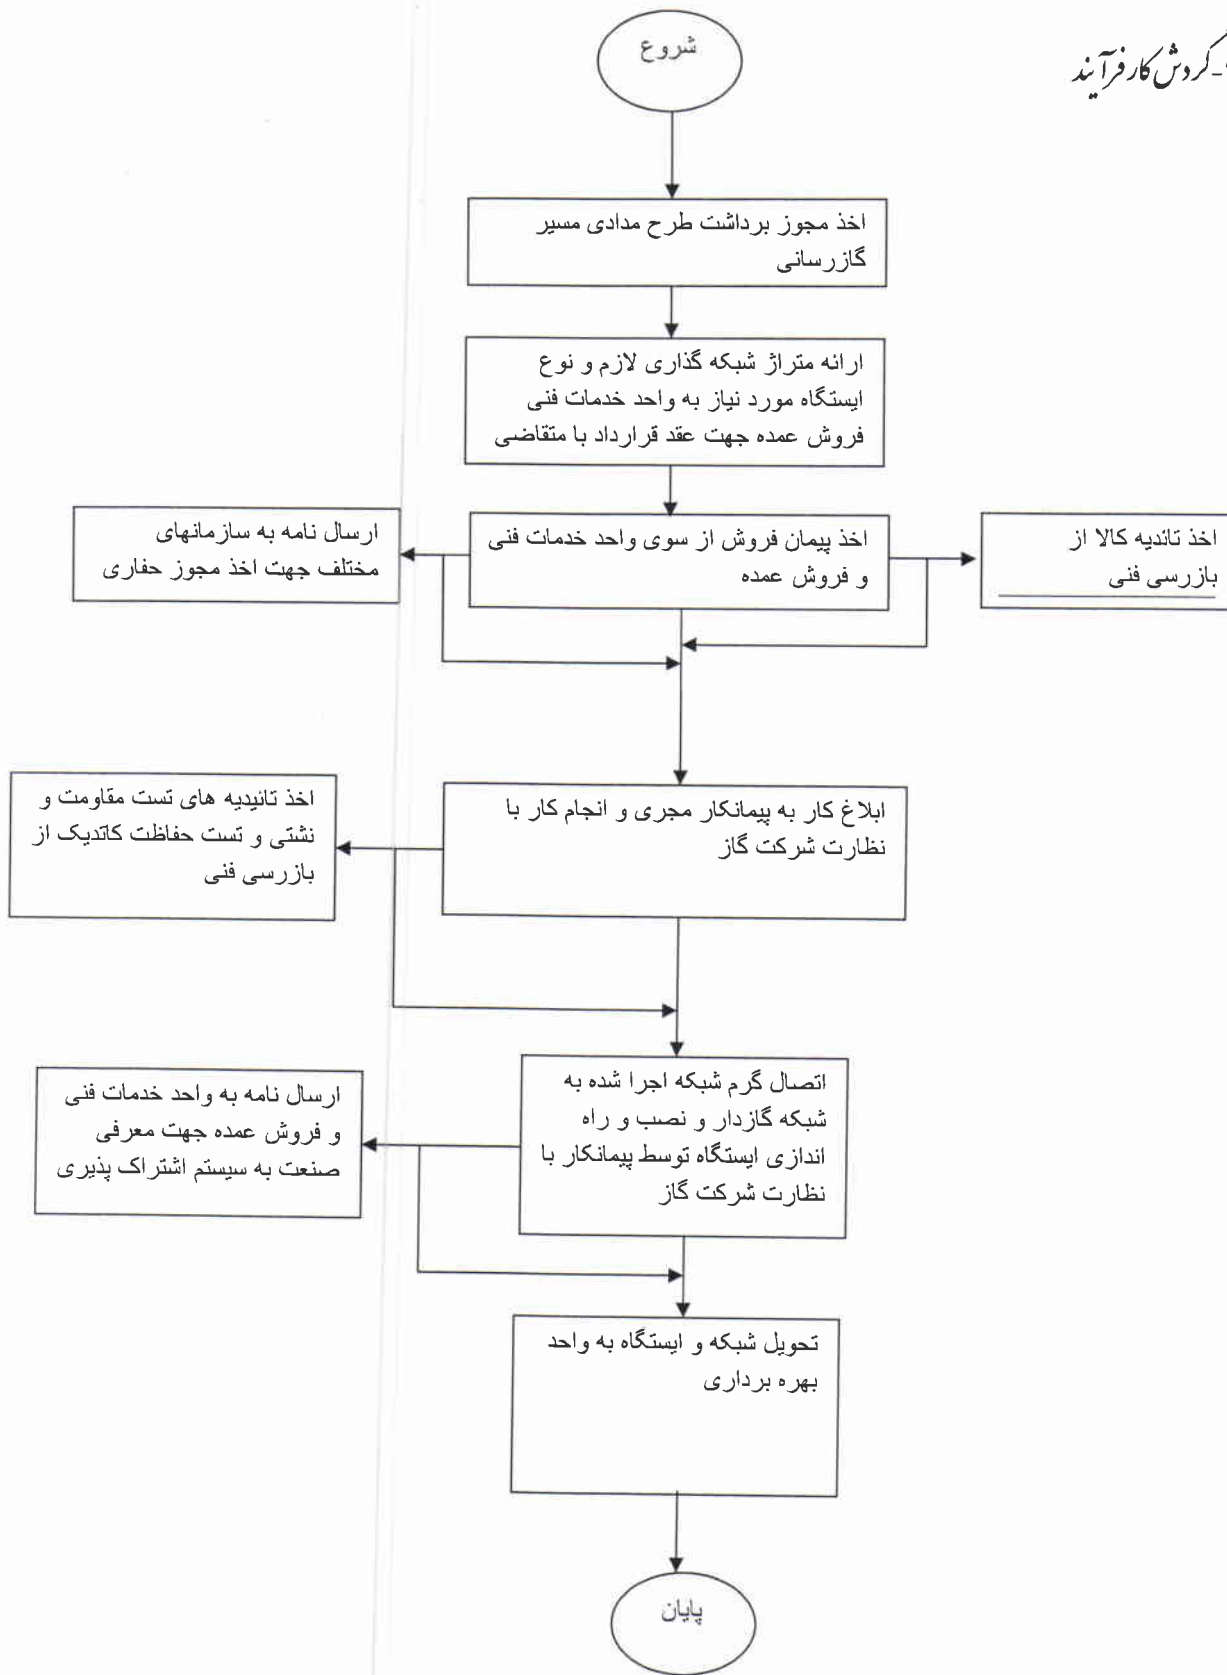 -گردش کار فرآیند
شروع
اخذ مجوز برداشت طرح مدادی مسیر
گازرسانی
ارائه متراژ شبکه گذاری لازم و نوع
ایستگاه مورد نیاز به واحد خدمات فنی
فروش عمده جهت عقد قرارداد با متقاضی
اخذ تائدیه کالا از
بازرسی فنی
اخذ پیمان فروش از سوی واحد خدمات فنی
و فروش عمده
ارسال نامه به سازمانهای
مختلف جهت اخذ مجوز حفاری
ابلاغ کار به پیمانکار مجری و انجام کار با
نظارت شرکت گاز
اخذ تائیدیه های تست مقاومت و
نشتی و تست حفاظت کاتدیک از
بازرسی فنی
اتصال گرم شبکه اجرا شده به
شبکه گازدار و نصب و راه
اندازی ایستگاه توسط پیمانکار با
نظارت شرکت گاز
ارسال نامه به واحد خدمات فنی
و فروش عمده جهت معرفی
صنعت به سیستم اشتراک پذیری
تحویل شبکه و ایستگاه به واحد
بهره برداری
پایان